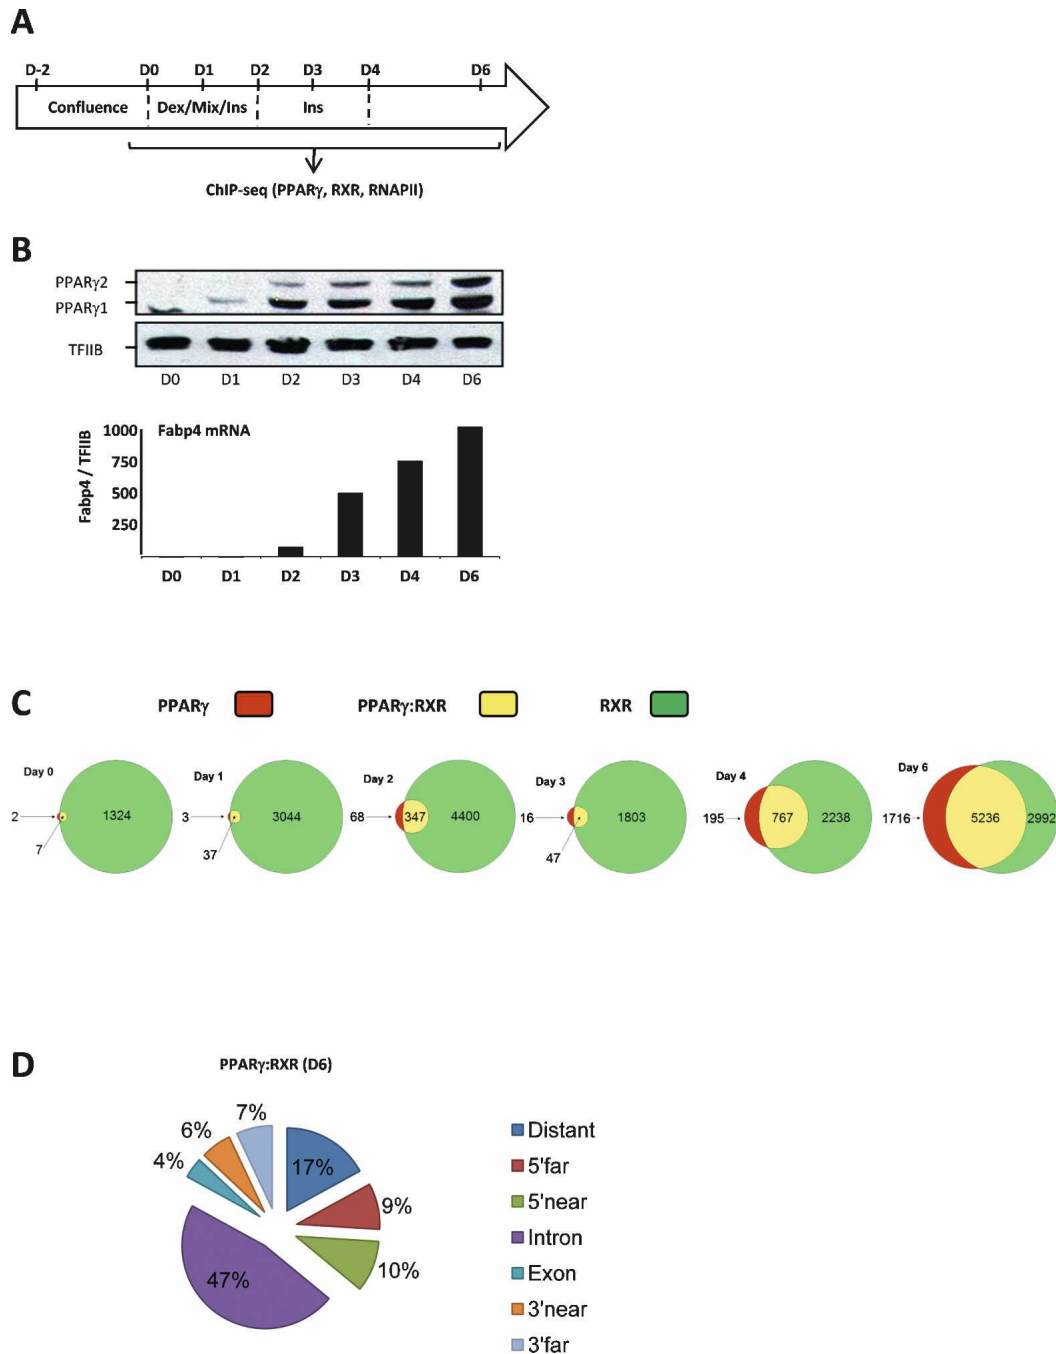 A
D-2 D0 D1 D2 D3 D4 D6
Confluence Dex/Mix/Ins Ins
ChIP-seq (PPARγ, RXR, RNAPII)
B
PPARγ2
PPARγ1
TFIIB
D0 D1 D2 D3 D4 D6
Fabp4 / TFIIB
Fabp4 mRNA
1000
750
500
250
D0 D1 D2 D3 D4 D6
C
PPARγ PPARγ:RXR RXR
Day 0 Day 1 Day 2 Day 3 Day 4 Day 6
2 1324 3 3044 68 347 4400 16 1803 195 767 2238 1716 5236 2992
7 37 47
D
PPARγ:RXR (D6)
7%
6%
4%
17%
9%
10%
47%
Distant
5'far
5'near
Intron
Exon
3'near
3'far